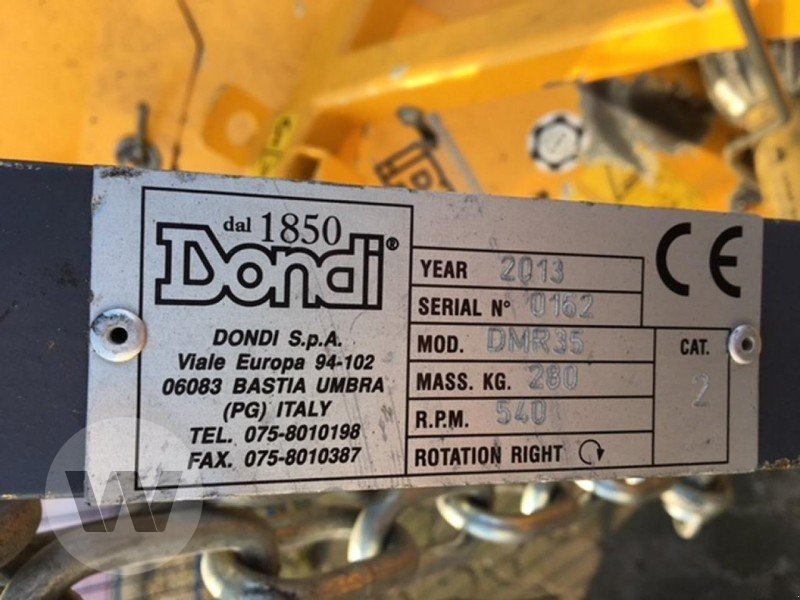 dal 1850
Dondi®
DONDI S.p.A.
Viale Europa 94-102
06083 BASTIA UMBRA
(PG) ITALY
TEL. 075-8010198
FAX. 075-8010387
YEAR 2013
SERIAL N° 0162
MOD. DMR35
MASS. KG. 280
R.P.M. 540
ROTATION RIGHT
CE
CAT.
2
W